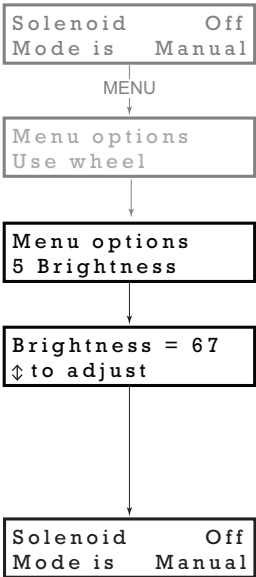 Solenoid Off
Mode is Manual
MENU
Menu options
Use wheel
Menu options
5 Brightness
Brightness = 67
⇕ to adjust
Solenoid Off
Mode is Manual